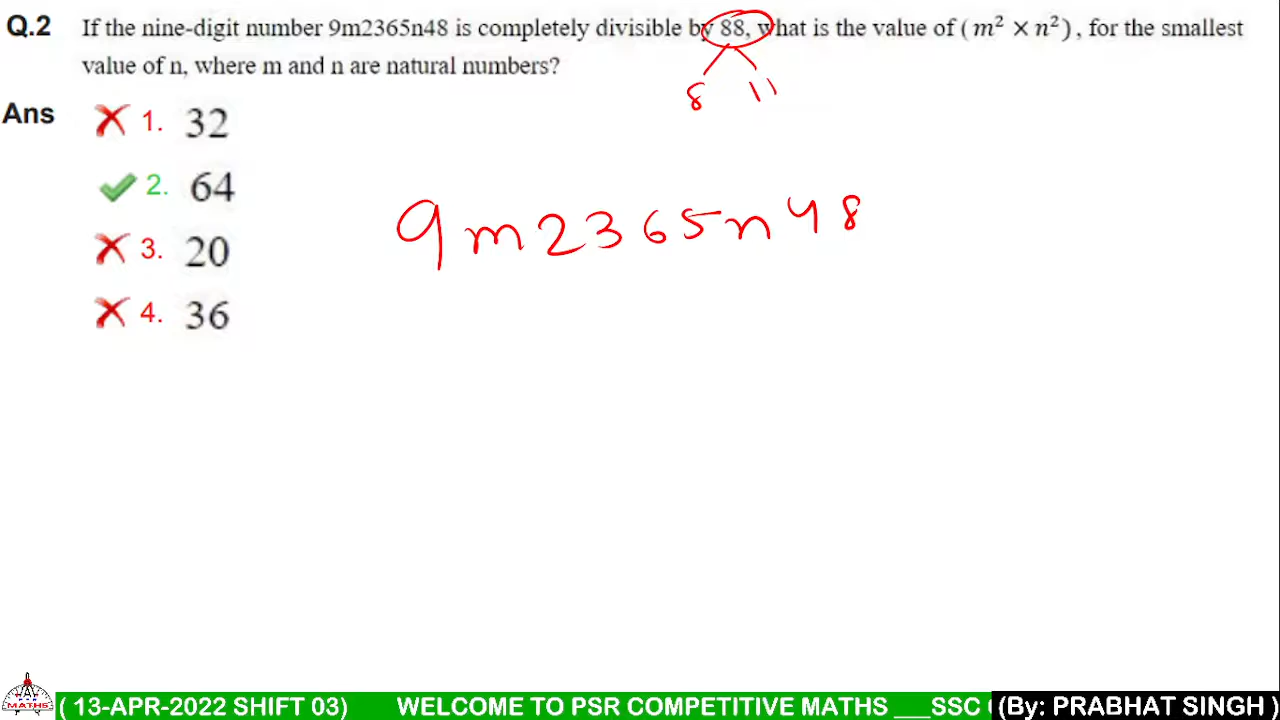 Q.2 If the nine-digit number 9m2365n48 is completely divisible by 88, what is the value of ( m² × n²) , for the smallest
value of n, where m and n are natural numbers?
8 11
Ans
1. 32
2. 64
3. 20
4. 36
9m2365n48
MATHS
( 13-APR-2022 SHIFT 03) WELCOME TO PSR COMPETITIVE MATHS ___SSC (By: PRABHAT SINGH )